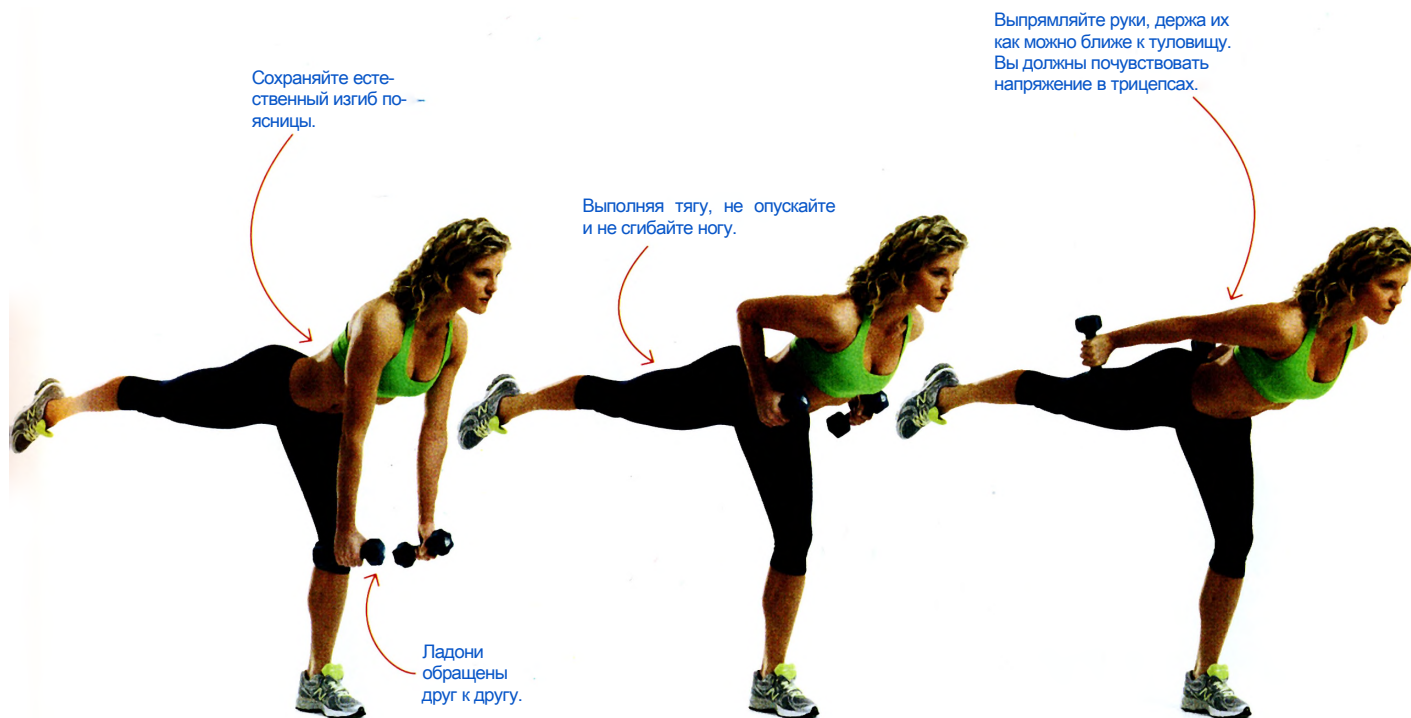 Сохраняйте есте-
ственный изгиб по-
ясницы.
Выполняя тягу, не опускайте
и не сгибайте ногу.
Выпрямляйте руки, держа их
как можно ближе к туловищу.
Вы должны почувствовать
напряжение в трицепсах.
Ладони
обращены
друг к другу.